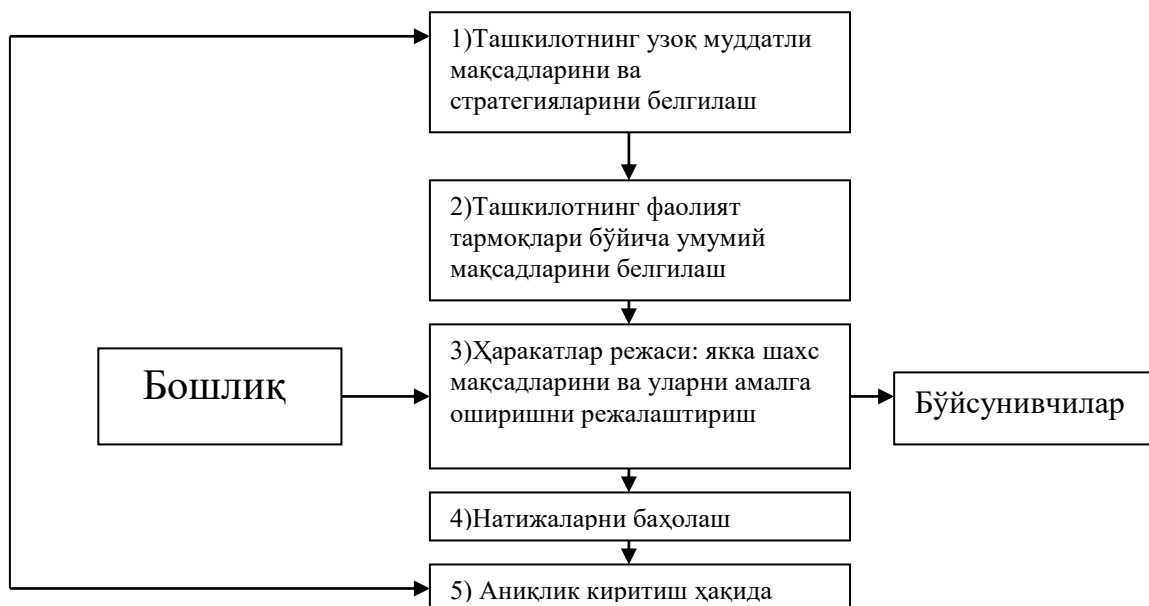 1)Ташкилотнинг узоқ муддатли
мақсадларини ва
стратегияларини белгилаш
2)Ташкилотнинг фаолият
тармоқлари бўйича умумий
мақсадларини белгилаш
Бошлиқ
3)Ҳаракатлар режаси: якка шахс
мақсадларини ва уларни амалга
оширишни режалаштириш
Бўйсунивчилар
4)Натижаларни баҳолаш
5) Аниқлик киритиш ҳақида